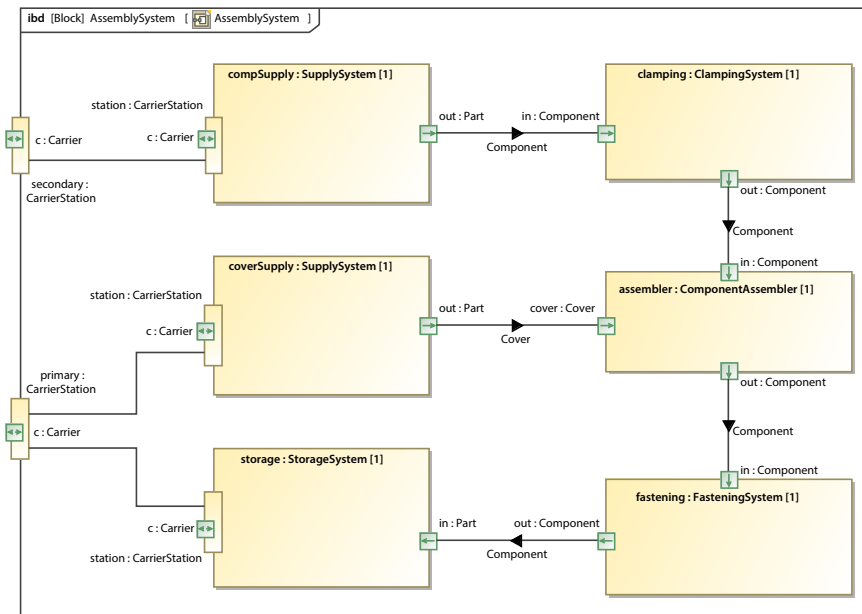 ibd [Block] AssemblySystem [ AssemblySystem ]
compSupply : SupplySystem [1]
clamping : ClampingSystem [1]
station : CarrierStation
out : Part
in : Component
c : Carrier
c : Carrier
Component
secondary :
CarrierStation
out : Component
Component
in : Component
coverSupply : SupplySystem [1]
assembler : ComponentAssembler [1]
station : CarrierStation
out : Part
cover : Cover
c : Carrier
Cover
primary :
CarrierStation
out : Component
c : Carrier
Component
storage : StorageSystem [1]
in : Component
fastening : FasteningSystem [1]
c : Carrier
in : Part
out : Component
station : CarrierStation
Component